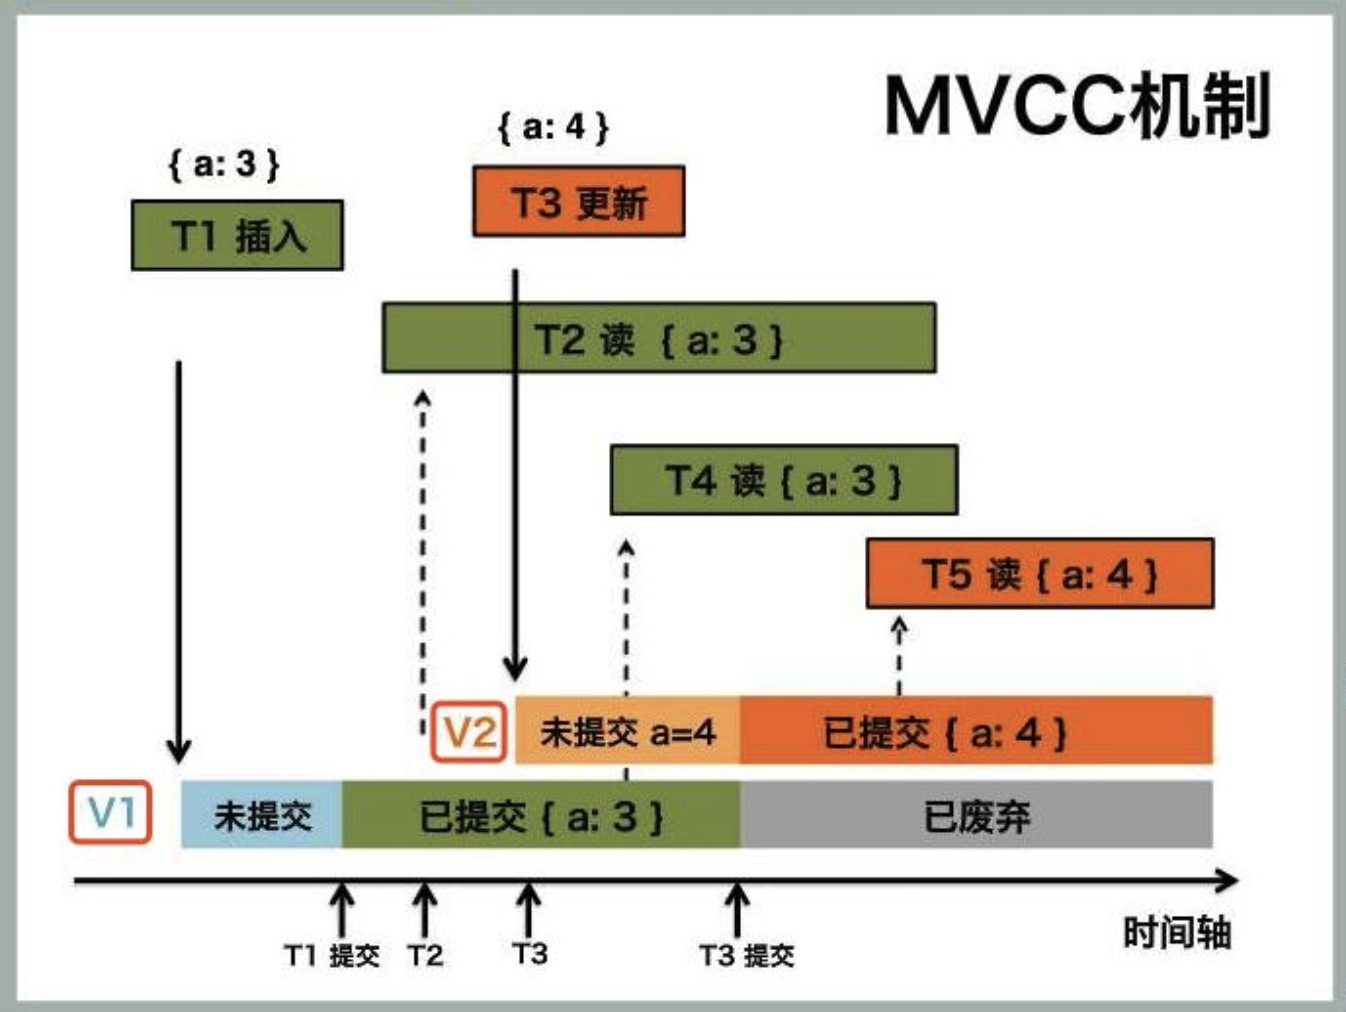 MVCC机制
{ a: 4 }
{ a: 3 }
T3 更新
T1 插入
T2 读 { a: 3 }
T4 读 { a: 3 }
T5 读 { a: 4 }
V2
未提交 a=4
已提交 { a: 4 }
V1
未提交
已提交 { a: 3 }
已废弃
时间轴
T1 提交
T2
T3
T3 提交